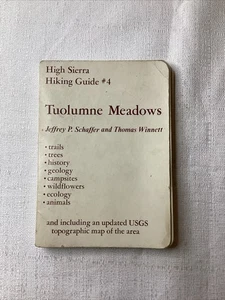 High Sierra
Hiking Guide #4
Tuolumne Meadows
Jeffrey P. Schaffer and Thomas Winnett
• trails
• trees
• history
• geology
• campsites
• wildflowers
• ecology
• animals
and including an updated USGS
topographic map of the area